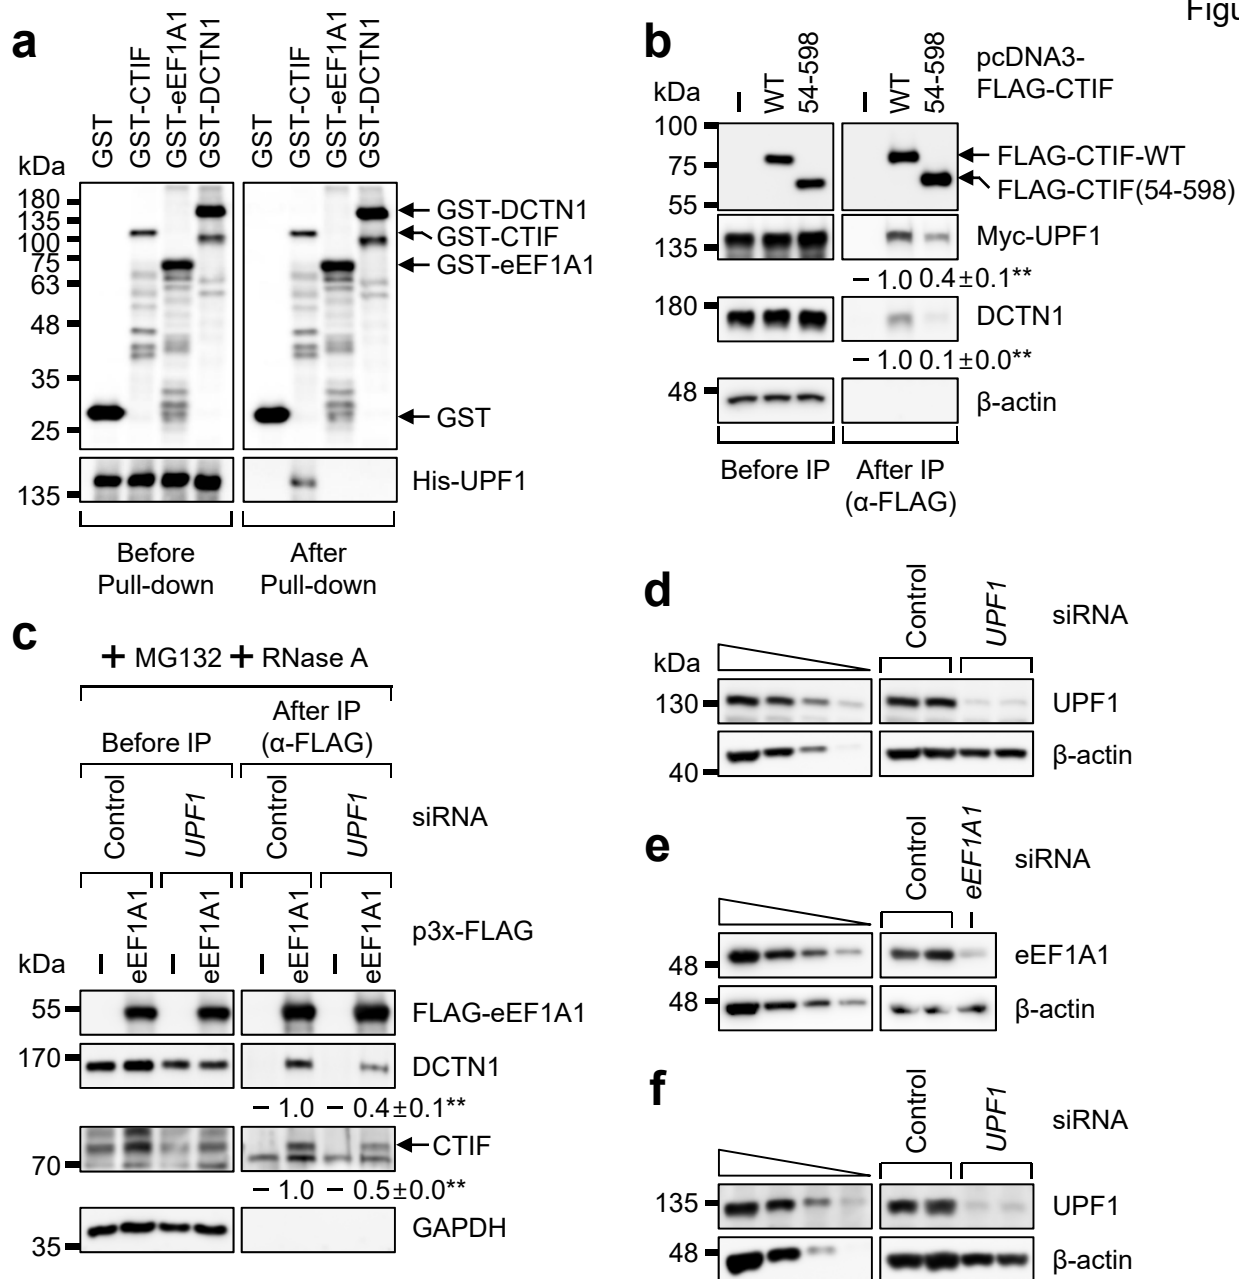 Figu
a
GST
GST-CTIF
GST-eEF1A1
GST-DCTN1
GST
GST-CTIF
GST-eEF1A1
GST-DCTN1
kDa
180
135
100
75
63
48
35
25
135
GST-DCTN1
GST-CTIF
GST-eEF1A1
GST
His-UPF1
Before
Pull-down
After
Pull-down
b
– WT 54-598
– WT 54-598
pcDNA3-
FLAG-CTIF
kDa
100
75
55
FLAG-CTIF-WT
FLAG-CTIF(54-598)
135
Myc-UPF1
– 1.0 0.4±0.1**
180
DCTN1
– 1.0 0.1±0.0**
48
β-actin
Before IP
After IP
(α-FLAG)
c
+ MG132 + RNase A
Before IP
After IP
(α-FLAG)
Control UPF1 Control UPF1 siRNA
– eEF1A1 – eEF1A1 – eEF1A1 – eEF1A1 p3x-FLAG
kDa
55 FLAG-eEF1A1
170 DCTN1
– 1.0 – 0.4±0.1**
CTIF
70
– 1.0 – 0.5±0.0**
GAPDH
35
d
Control UPF1 siRNA
kDa
130 UPF1
β-actin
40
e
Control eEF1A1 siRNA
–
48 eEF1A1
48 β-actin
f
Control UPF1 siRNA
135 UPF1
48 β-actin